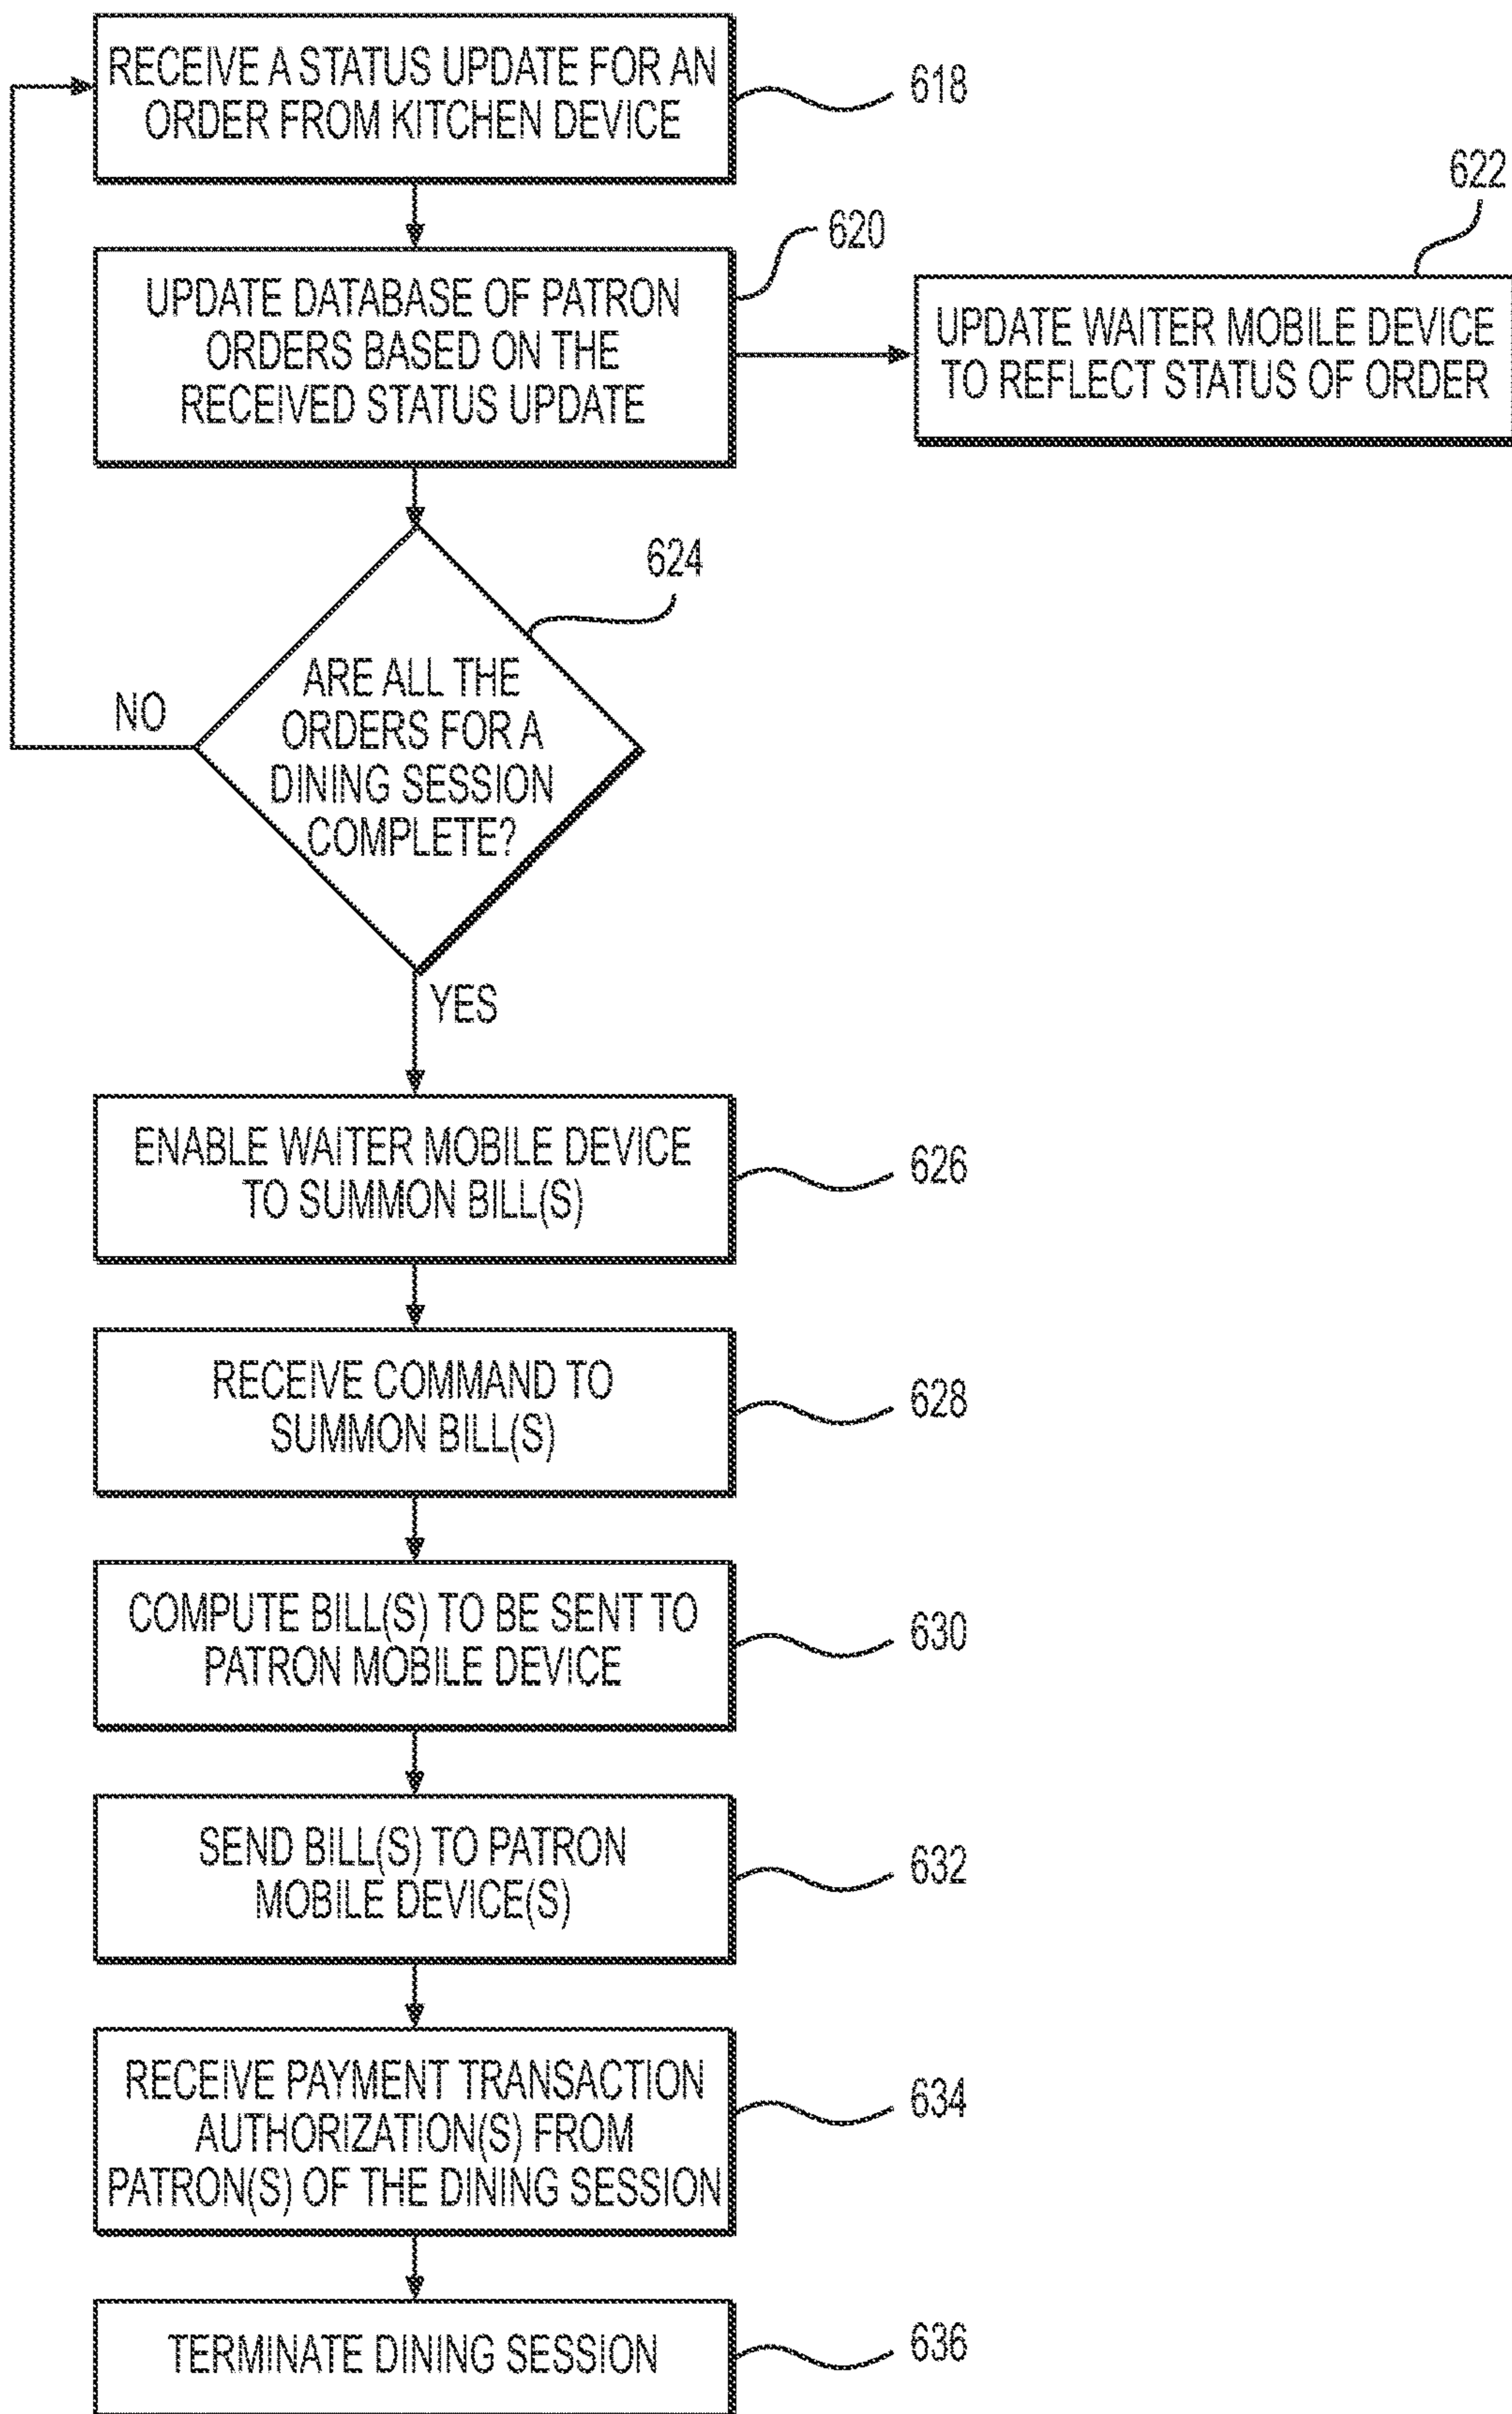 RECEIVE A STATUS UPDATE FOR AN
ORDER FROM KITCHEN DEVICE
618
622
620
UPDATE DATABASE OF PATRON
ORDERS BASED ON THE
RECEIVED STATUS UPDATE
UPDATE WAITER MOBILE DEVICE
TO REFLECT STATUS OF ORDER
624
ARE ALL THE
ORDERS FOR A
DINING SESSION
COMPLETE?
NO
YES
ENABLE WAITER MOBILE DEVICE
TO SUMMON BILL(S)
626
RECEIVE COMMAND TO
SUMMON BILL(S)
628
COMPUTE BILL(S) TO BE SENT TO
PATRON MOBILE DEVICE
630
SEND BILL(S) TO PATRON
MOBILE DEVICE(S)
632
RECEIVE PAYMENT TRANSACTION
AUTHORIZATION(S) FROM
PATRON(S) OF THE DINING SESSION
634
TERMINATE DINING SESSION
636